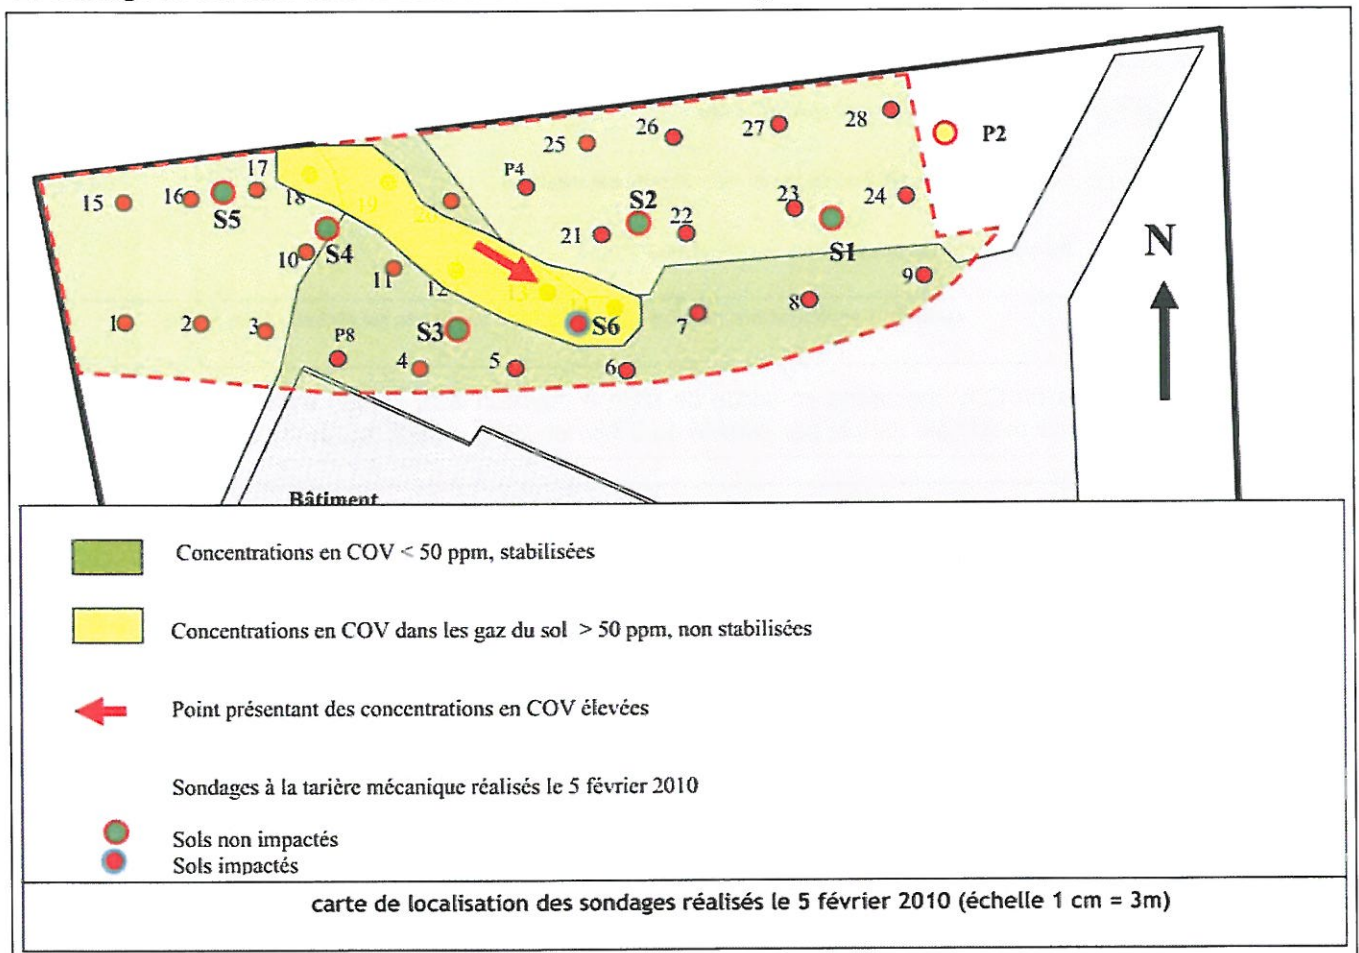 28
27
26
25
P2
17
P4
16
15
18
19
S5
20
S2
23
24
22
21
S4
S1
N
10
11
12
9
13
8
1
2
3
S3
S6
7
P8
4
5
6
Bâtiment
Concentrations en COV < 50 ppm, stabilisées
Concentrations en COV dans les gaz du sol > 50 ppm, non stabilisées
Point présentant des concentrations en COV élevées
Sondages à la tarière mécanique réalisés le 5 février 2010
Sols non impactés
Sols impactés
carte de localisation des sondages réalisés le 5 février 2010 (échelle 1 cm = 3m)